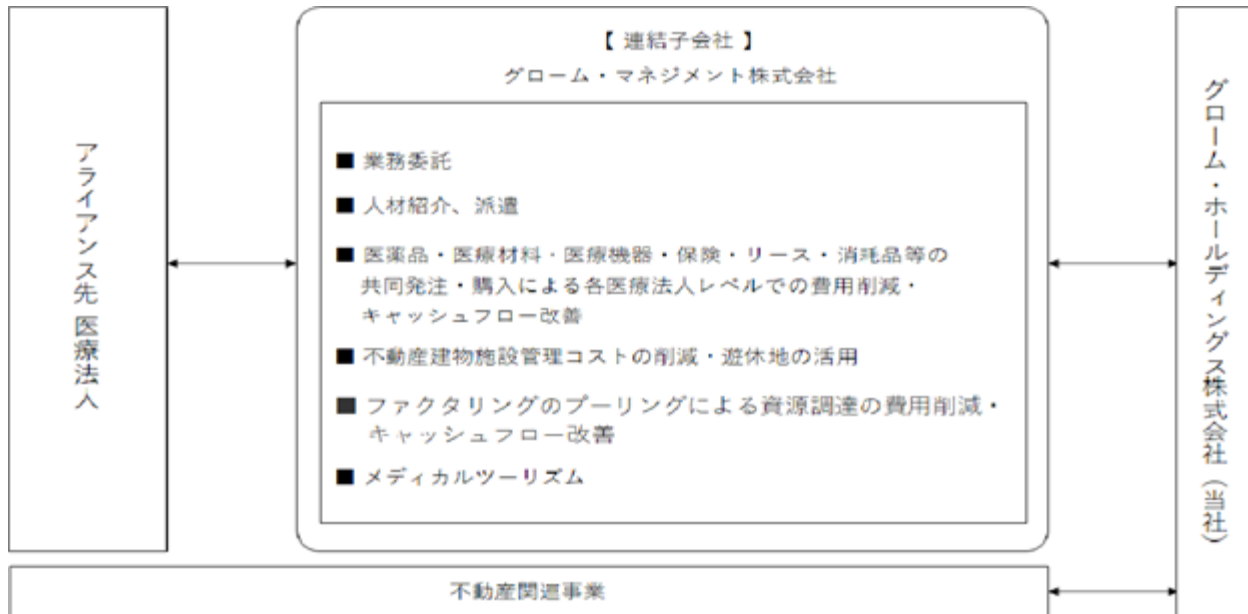 アライアンス先 医療法人
【 連結子会社 】
グローム・マネジメント株式会社
■ 業務委託
■ 人材紹介、派遣
■ 医薬品・医療材料・医療機器・保険・リース・消耗品等の
共同発注・購入による各医療法人レベルでの費用削減・
キャッシュフロー改善
■ 不動産建物施設管理コストの削減・遊休地の活用
■ ファクタリングのプーリングによる資源調達の費用削減・
キャッシュフロー改善
■ メディカルツーリズム
グローム・ホールディングス株式会社（当社）
不動産関連事業